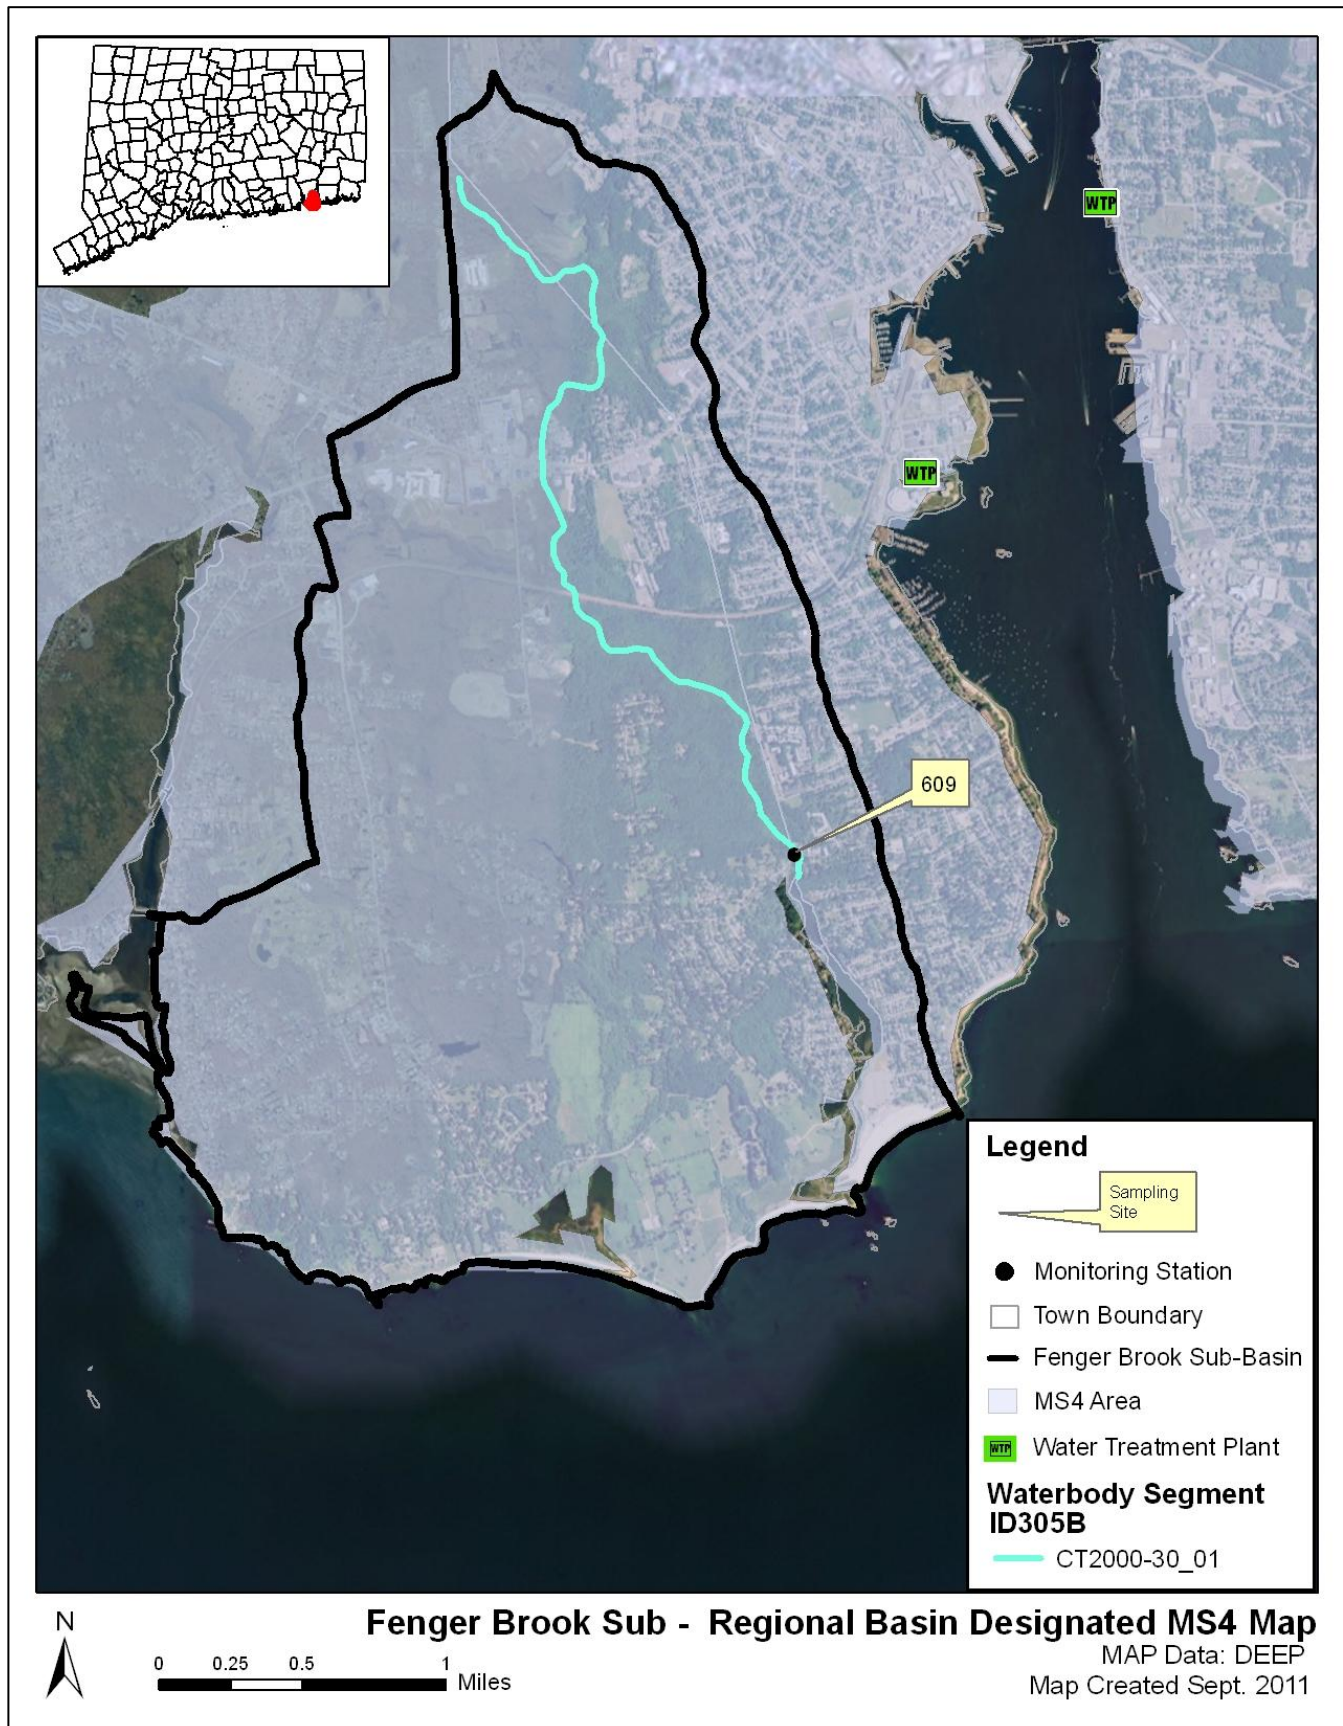 WTP
WTP
609
Legend
Sampling
Site
Monitoring Station
Town Boundary
Fenger Brook Sub-Basin
MS4 Area
WTP
Water Treatment Plant
Waterbody Segment
ID305B
CT2000-30_01
N
0 0.25 0.5 1
Miles
Fenger Brook Sub - Regional Basin Designated MS4 Map
MAP Data: DEEP
Map Created Sept. 2011